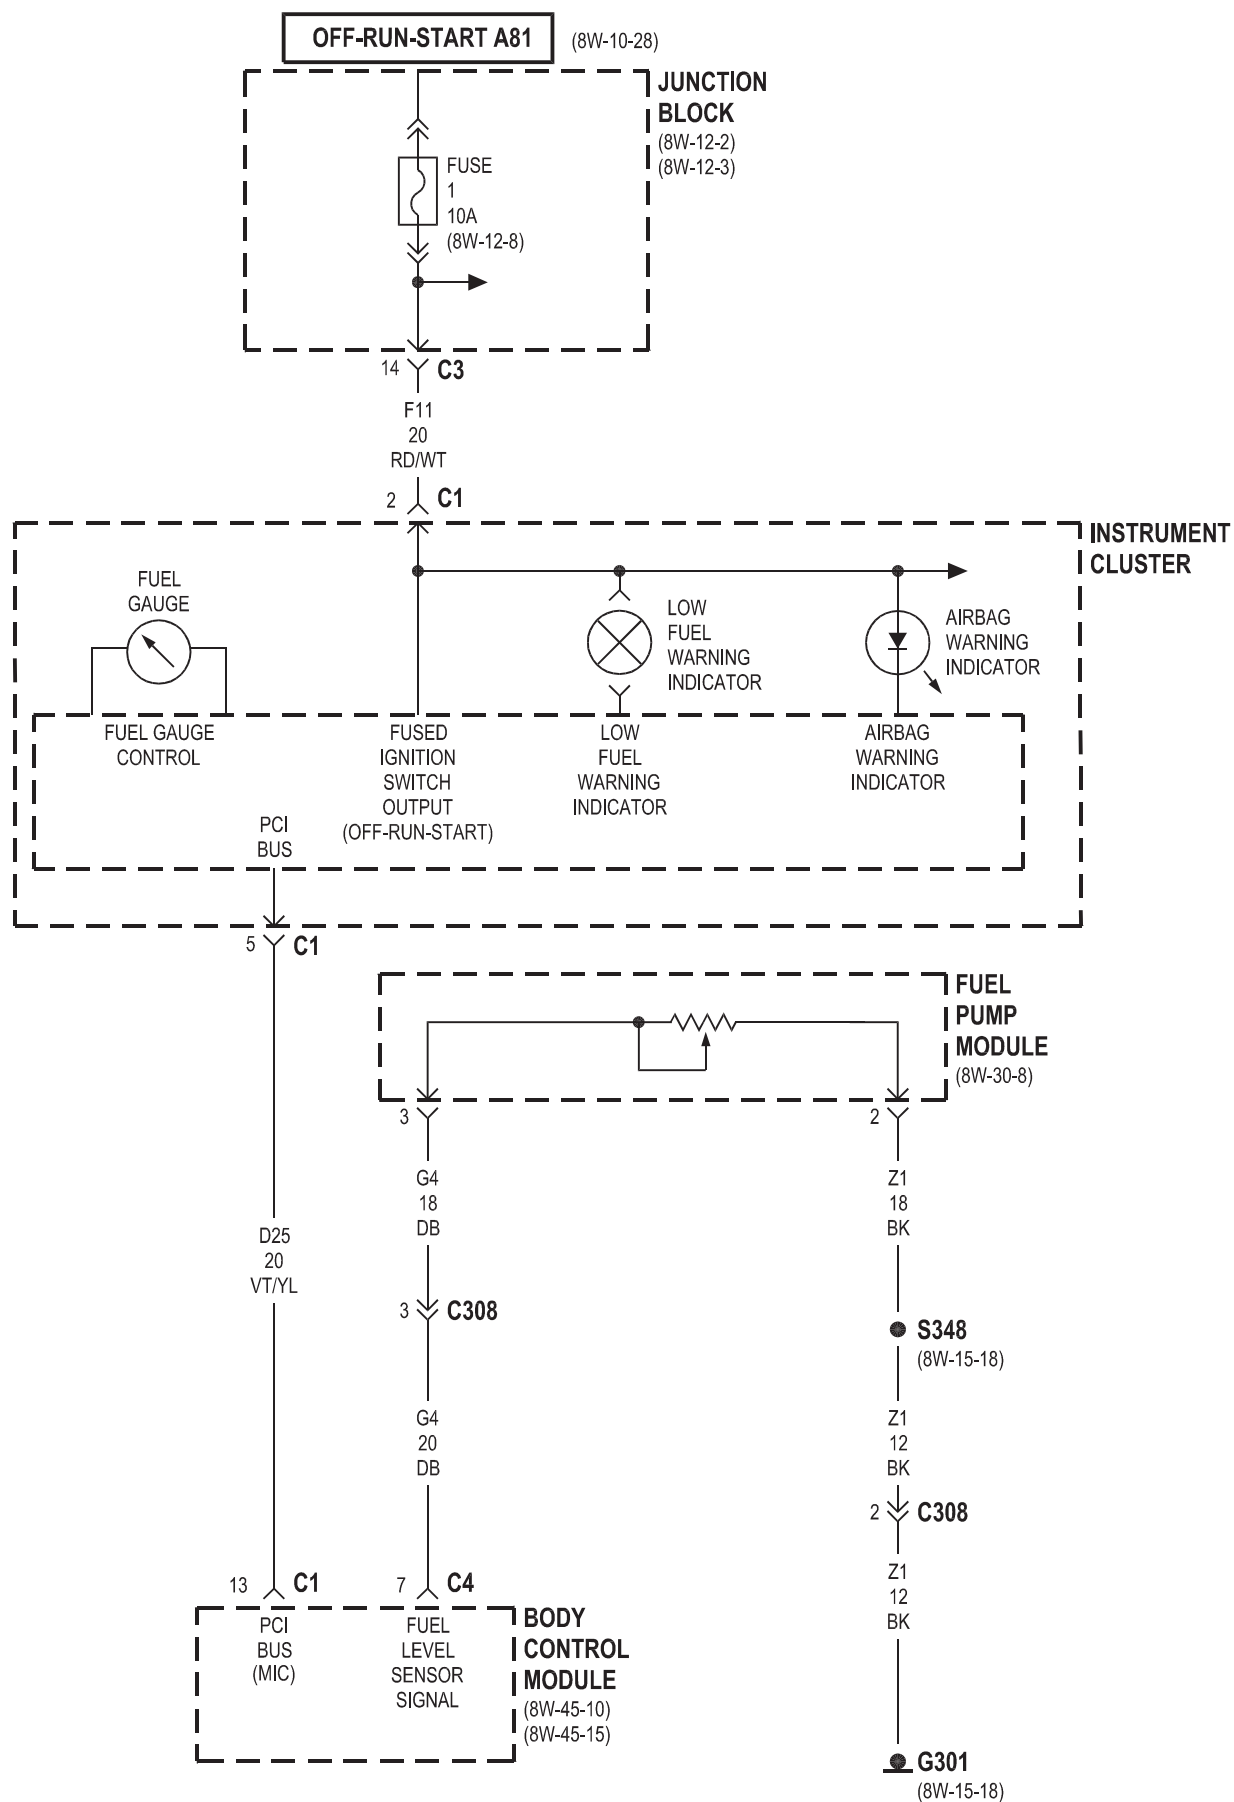 OFF-RUN-START A81
(8W-10-28)
JUNCTION
BLOCK
(8W-12-2)
(8W-12-3)
FUSE
1
10A
(8W-12-8)
14
C3
F11
20
RD/WT
2
C1
INSTRUMENT
CLUSTER
FUEL
GAUGE
LOW
FUEL
WARNING
INDICATOR
AIRBAG
WARNING
INDICATOR
FUEL GAUGE
CONTROL
FUSED
IGNITION
SWITCH
OUTPUT
(OFF-RUN-START)
LOW
FUEL
WARNING
INDICATOR
AIRBAG
WARNING
INDICATOR
PCI
BUS
5
C1
FUEL
PUMP
MODULE
(8W-30-8)
3
2
G4
18
DB
Z1
18
BK
D25
20
VT/YL
3
C308
S348
(8W-15-18)
G4
20
DB
Z1
12
BK
2
C308
Z1
12
BK
13
C1
7
C4
PCI
BUS
(MIC)
FUEL
LEVEL
SENSOR
SIGNAL
BODY
CONTROL
MODULE
(8W-45-10)
(8W-45-15)
G301
(8W-15-18)